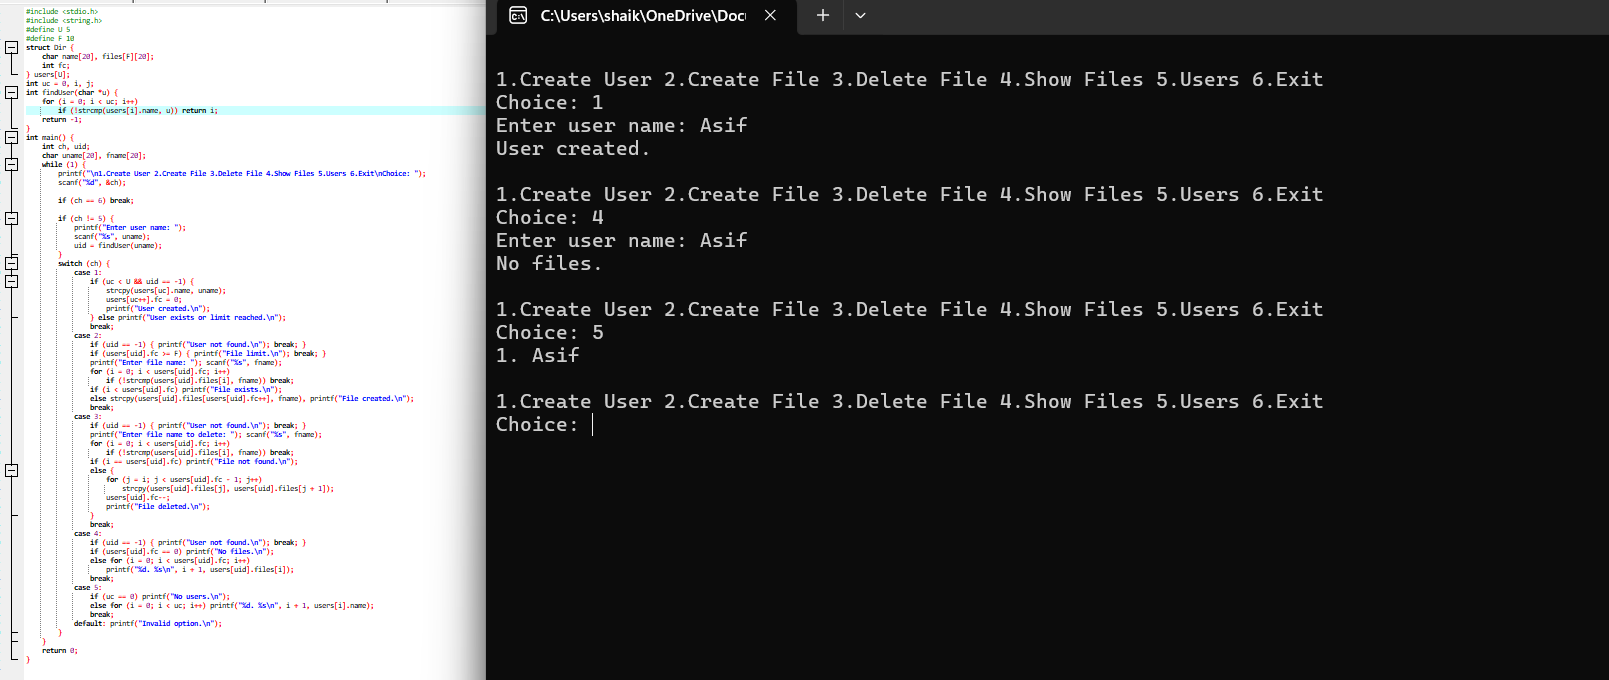 #include <stdio.h>
#include <string.h>
#define U 5
#define F 10
struct Dir {
    char name[20], files[F][20];
    int fc;
} users[U];
int uc = 0, i, j;
int findUser(char *u) {
    for (i = 0; i < uc; i++)
        if (!strcmp(users[i].name, u)) return i;
    return -1;
}
int main() {
    int ch, uid;
    char uname[20], fname[20];
    while (1) {
        printf("\n1.Create User 2.Create File 3.Delete File 4.Show Files 5.Users 6.Exit\nChoice: ");
        scanf("%d", &ch);
        if (ch == 6) break;
        if (ch != 5) {
            printf("Enter user name: ");
            scanf("%s", uname);
            uid = findUser(uname);
        }
        switch (ch) {
            case 1:
                if (uc < U && uid == -1) {
                    strcpy(users[uc].name, uname);
                    users[uc++].fc = 0;
                    printf("User created.\n");
                } else printf("User exists or limit reached.\n");
                break;
            case 2:
                if (uid == -1) { printf("User not found.\n"); break; }
                if (users[uid].fc >= F) { printf("File limit.\n"); break; }
                printf("Enter file name: "); scanf("%s", fname);
                for (i = 0; i < users[uid].fc; i++)
                    if (!strcmp(users[uid].files[i], fname)) break;
                if (i < users[uid].fc) printf("File exists.\n");
                else strcpy(users[uid].files[users[uid].fc++], fname), printf("File created.\n");
                break;
            case 3:
                if (uid == -1) { printf("User not found.\n"); break; }
                printf("Enter file name to delete: "); scanf("%s", fname);
                for (i = 0; i < users[uid].fc; i++)
                    if (!strcmp(users[uid].files[i], fname)) break;
                if (i == users[uid].fc) printf("File not found.\n");
                else {
                    for (j = i; j < users[uid].fc - 1; j++)
                        strcpy(users[uid].files[j], users[uid].files[j + 1]);
                    users[uid].fc--;
                    printf("File deleted.\n");
                }
                break;
            case 4:
                if (uid == -1) { printf("User not found.\n"); break; }
                if (users[uid].fc == 0) printf("No files.\n");
                else for (i = 0; i < users[uid].fc; i++)
                    printf("%d. %s\n", i + 1, users[uid].files[i]);
                break;
            case 5:
                if (uc == 0) printf("No users.\n");
                else for (i = 0; i < uc; i++) printf("%d. %s\n", i + 1, users[i].name);
                break;
            default: printf("Invalid option.\n");
        }
    }
    return 0;
}
C:\Users\shaik\OneDrive\Docu
1.Create User 2.Create File 3.Delete File 4.Show Files 5.Users 6.Exit
Choice: 1
Enter user name: Asif
User created.
1.Create User 2.Create File 3.Delete File 4.Show Files 5.Users 6.Exit
Choice: 4
Enter user name: Asif
No files.
1.Create User 2.Create File 3.Delete File 4.Show Files 5.Users 6.Exit
Choice: 5
1. Asif
1.Create User 2.Create File 3.Delete File 4.Show Files 5.Users 6.Exit
Choice: